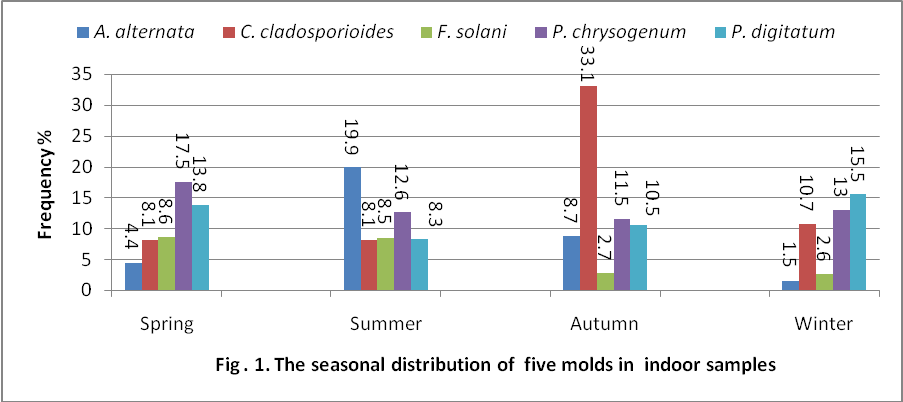 A. alternata C. cladosporioides F. solani P. chrysogenum P. digitatum
Frequency %
35
30
25
20
15
10
5
0
4.4 8.1 8.6 17.5 13.8
19.9 8.1 8.5 12.6 8.3
8.7 33.1 2.7 11.5 10.5
1.5 10.7 2.6 13 15.5
Spring Summer Autumn Winter
Fig . 1. The seasonal distribution of five molds in indoor samples